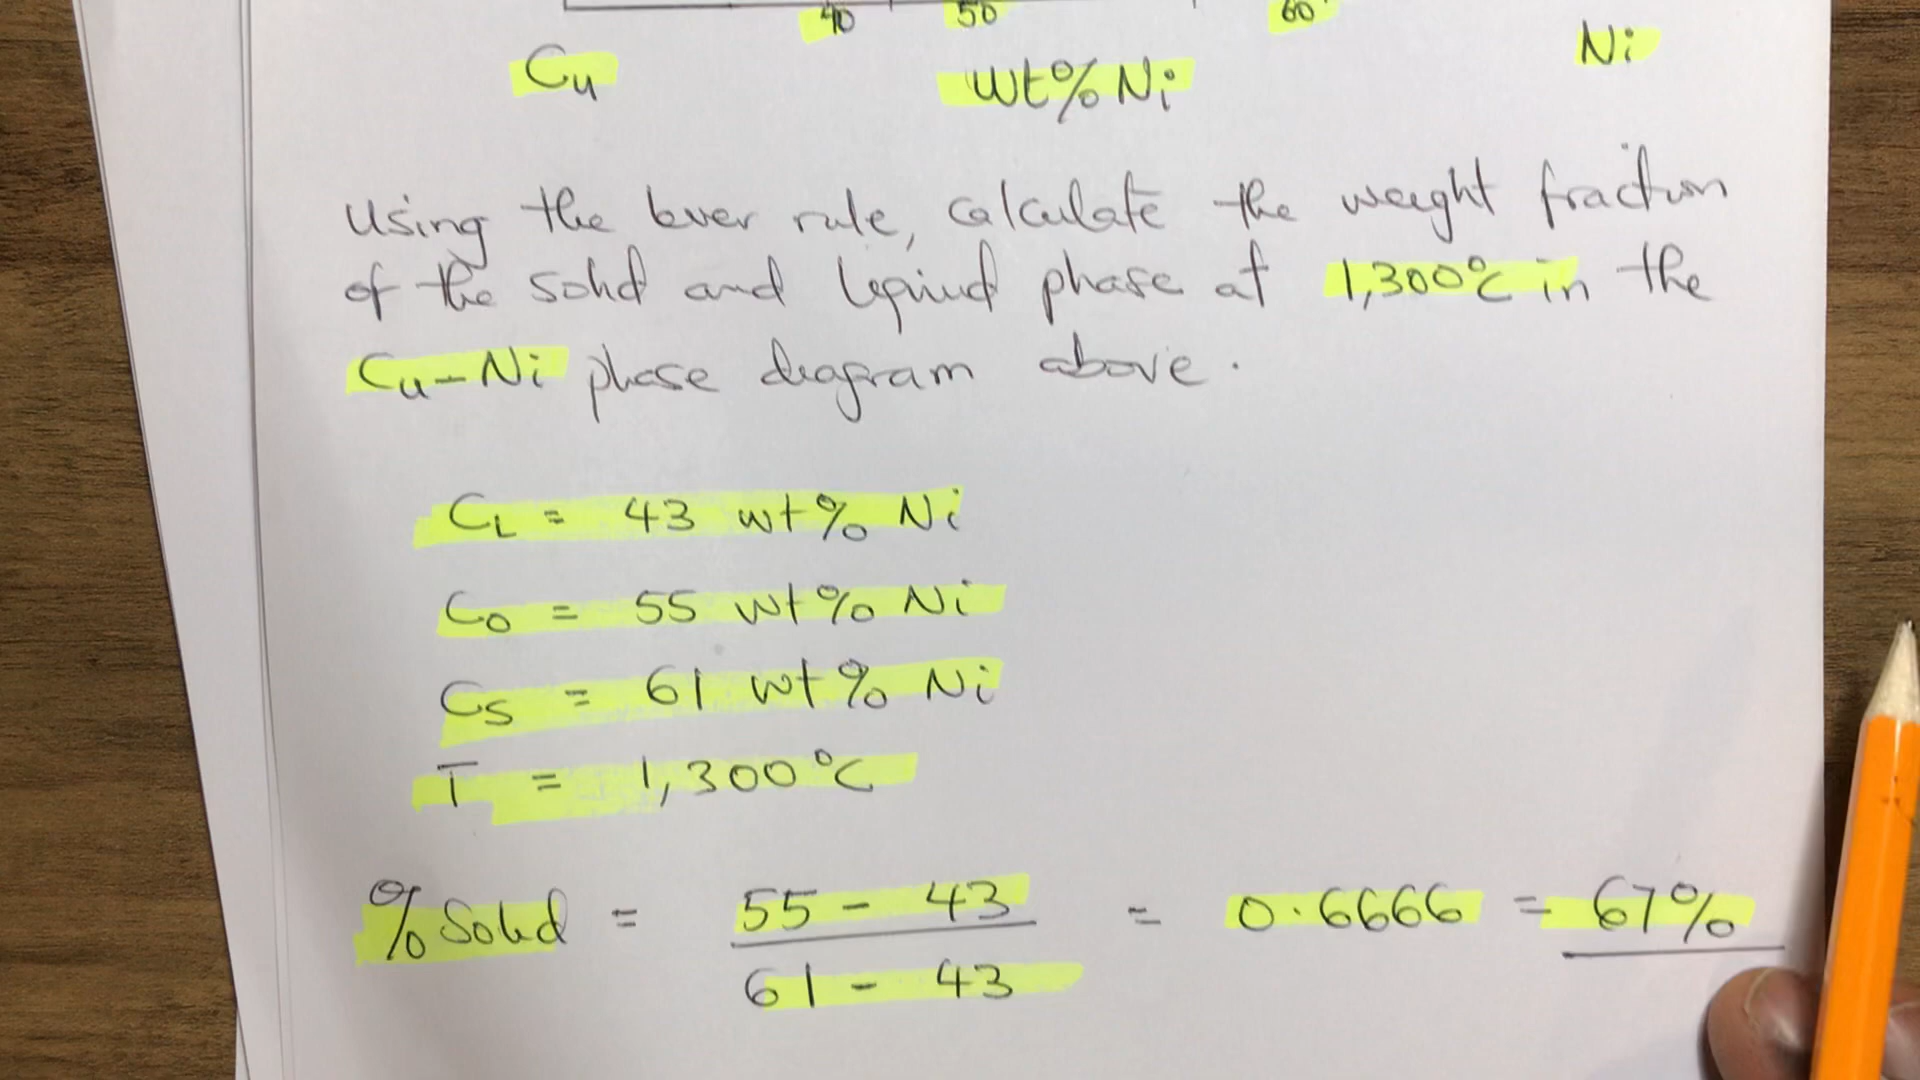 40 50 60
Cu Ni
wt% Ni
Using the lever rule, calculate the weight fraction
of the solid and liquid phase at 1,300°C in the
Cu-Ni phase diagram above.
CL = 43 wt% Ni
CO = 55 wt% Ni
CS = 61 wt% Ni
T = 1,300°C
% Solid = 55 - 43 = 0.6666 = 67%
61 - 43